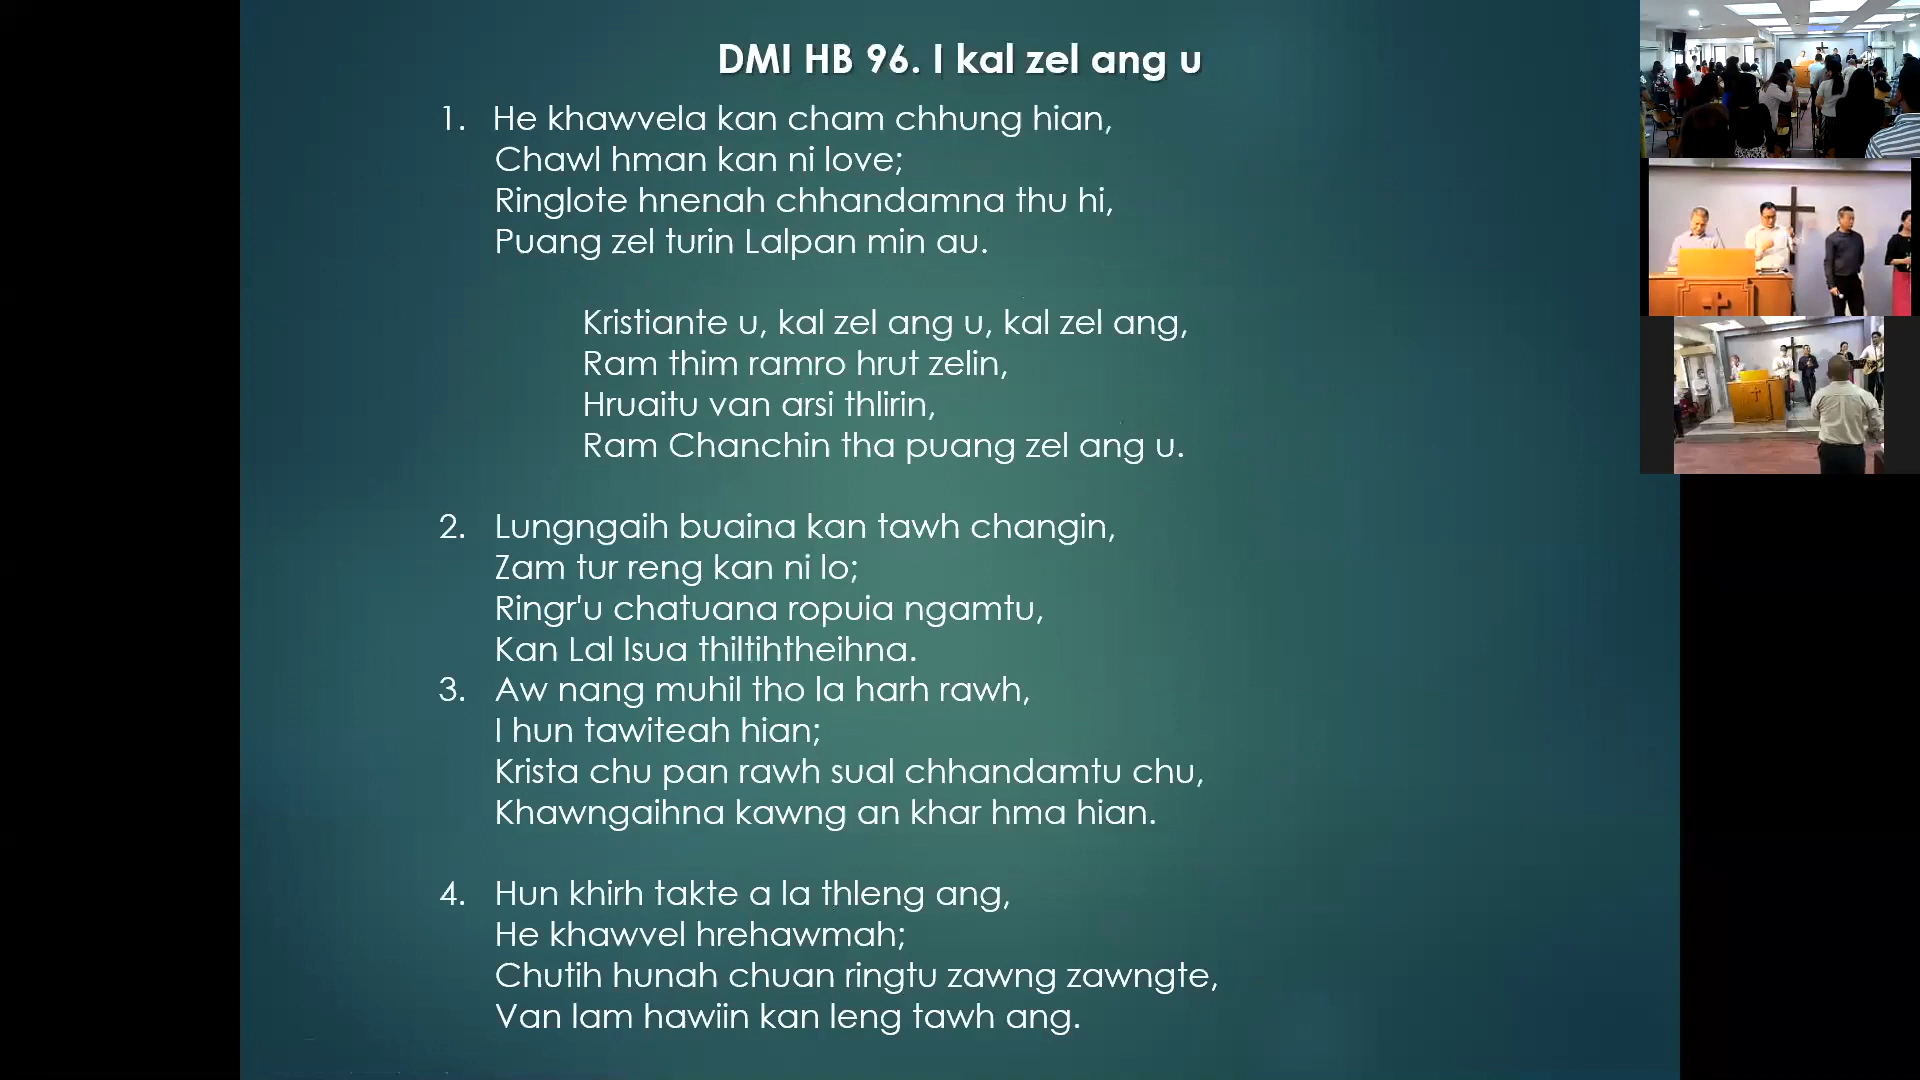 DMI HB 96. I kal zel ang u
1. He khawvela kan cham chhung hian,
Chawl hman kan ni love;
Ringlote hnenah chhandamna thu hi,
Puang zel turin Lalpan min au.
Kristiante u, kal zel ang u, kal zel ang,
Ram thim ramro hrut zelin,
Hruaitu van arsi thlirin,
Ram Chanchin tha puang zel ang u.
2. Lungngaih buaina kan tawh changin,
Zam tur reng kan ni lo;
Ringr'u chatuana ropuia ngamtu,
Kan Lal Isua thiltihtheihna.
3. Aw nang muhil tho la harh rawh,
I hun tawiteah hian;
Krista chu pan rawh sual chhandamtu chu,
Khawngaihna kawng an khar hma hian.
4. Hun khirh takte a la thleng ang,
He khawvel hrehawmah;
Chutih hunah chuan ringtu zawng zawngte,
Van lam hawiin kan leng tawh ang.